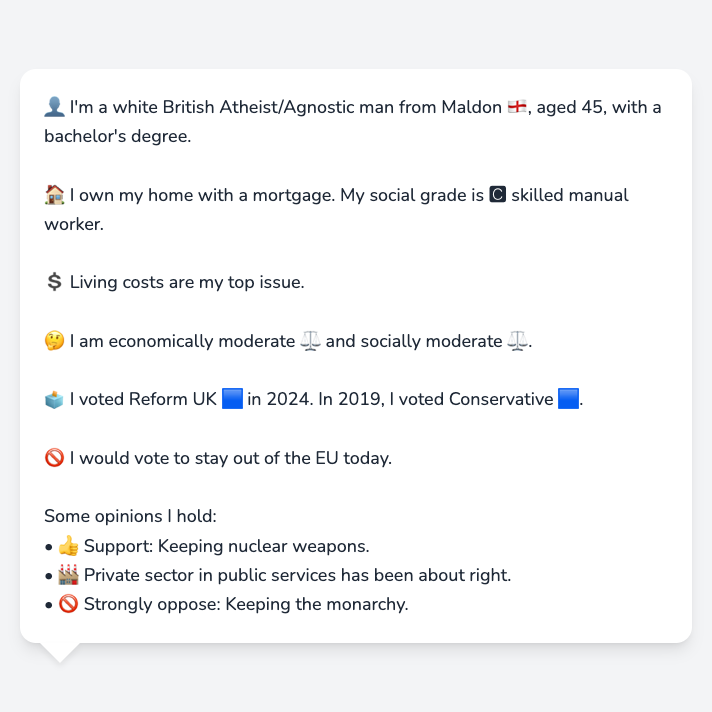 👤 I'm a white British Atheist/Agnostic man from Maldon 🏴󠁧󠁢󠁥󠁮󠁧󠁿, aged 45, with a
bachelor's degree.
🏠 I own my home with a mortgage. My social grade is 🅲 skilled manual
worker.
💲 Living costs are my top issue.
🤔 I am economically moderate ⚖️ and socially moderate ⚖️.
🗳️ I voted Reform UK 🟦 in 2024. In 2019, I voted Conservative 🟦.
🚫 I would vote to stay out of the EU today.
Some opinions I hold:
• 👍 Support: Keeping nuclear weapons.
• 🏭 Private sector in public services has been about right.
• 🚫 Strongly oppose: Keeping the monarchy.